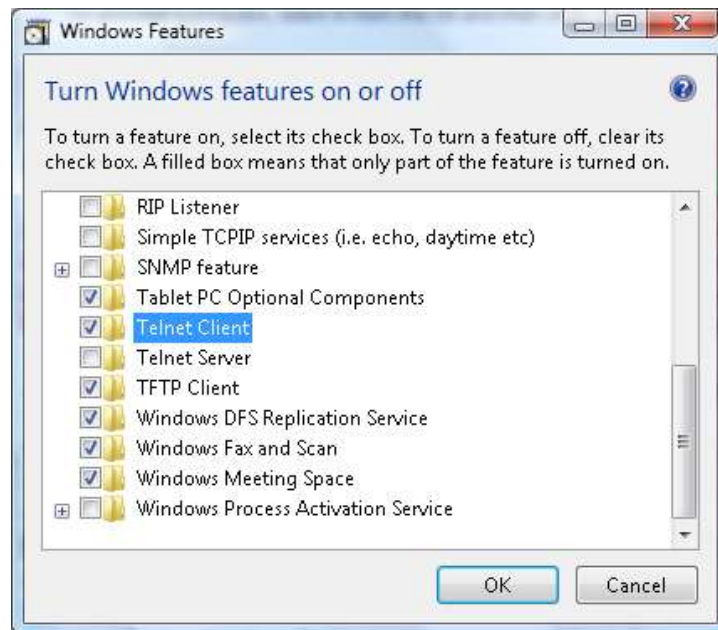 Windows Features
Turn Windows features on or off
To turn a feature on, select its check box. To turn a feature off, clear its
check box. A filled box means that only part of the feature is turned on.
RIP Listener
Simple TCPIP services (i.e. echo, daytime etc)
SNMP feature
Tablet PC Optional Components
Telnet Client
Telnet Server
TFTP Client
Windows DFS Replication Service
Windows Fax and Scan
Windows Meeting Space
Windows Process Activation Service
OK Cancel